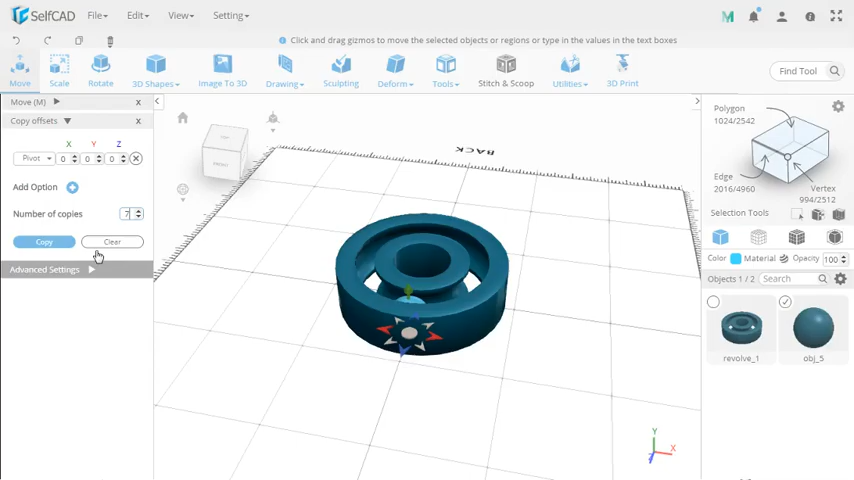 SELFCAD File Edit View Setting
Click and drag gizmos to move the selected objects or regions or type in the values in the text boxes
Move Scale Rotate 3D Shapes Image To 3D Drawing Sculpting Deform Tools Stitch & Scoop Utilities 3D Print Find Tool
Move (M) x
Copy offsets x
X Y Z
Pivot 0 0 0
Add Option
Number of copies 7
Copy Clear
Advanced Settings
BACK
Polygon
1024/2542
Edge
2016/4960
Vertex
994/2512
Selection Tools
Color Material Opacity 100
Objects 1 / 2 Search
revolve_1 obj_5
Y
X
Z